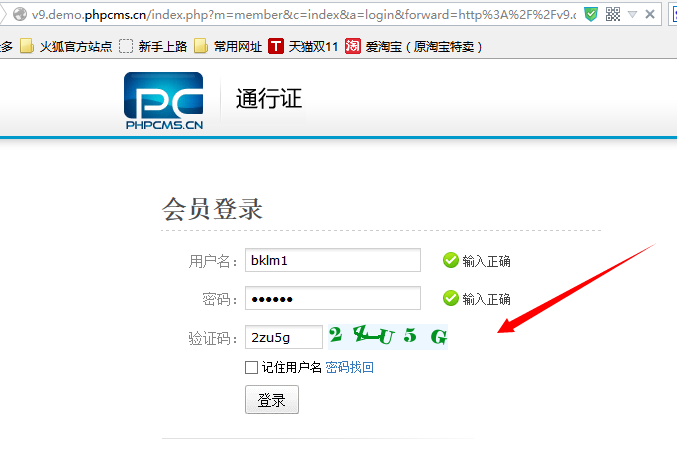 v9.demo.phpcms.cn/index.php?m=member&c=index&a=login&forward=http%3A%2F%2Fv9.
多 火狐官方站点 新手上路 常用网址 T 天猫双11 淘 爱淘宝（原淘宝特卖）
PC
PHPCMS.CN
通行证
会员登录
用户名： bklm1 输入正确
密码： ●●●●●● 输入正确
验证码： 2zu5g 2 Z U 5 G
记住用户名 密码找回
登录